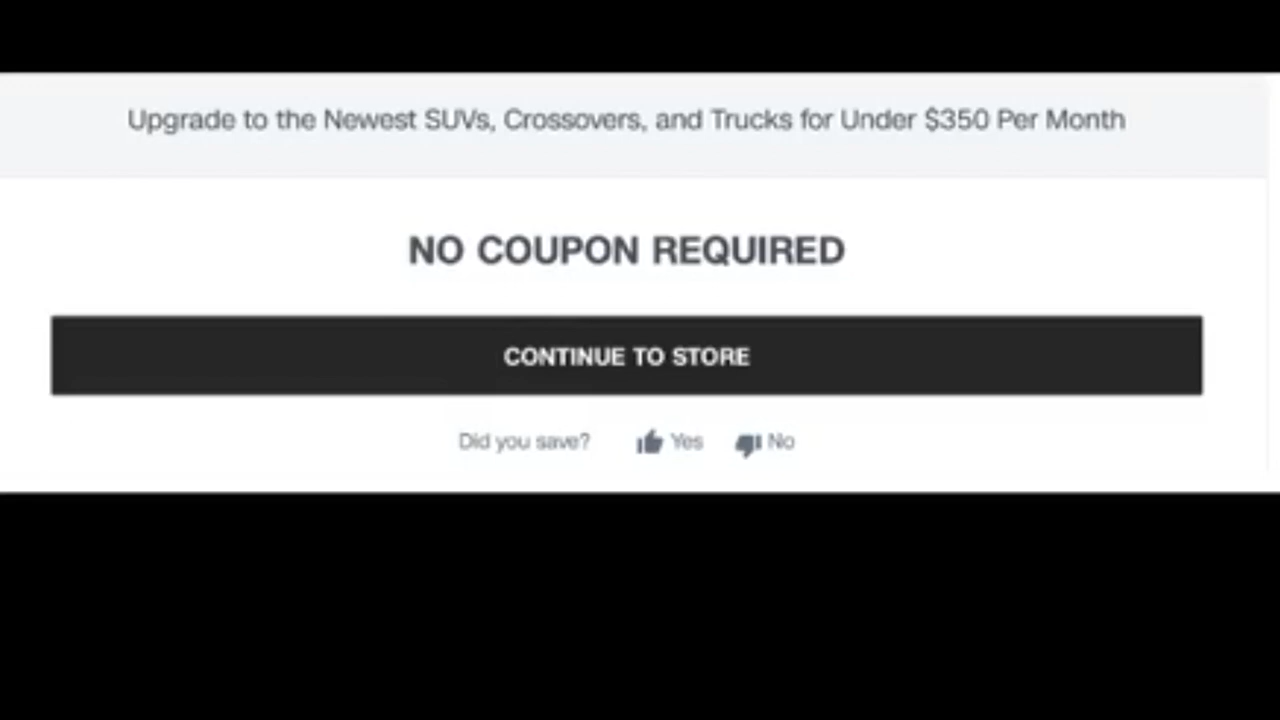 Upgrade to the Newest SUVs, Crossovers, and Trucks for Under $350 Per Month
NO COUPON REQUIRED
CONTINUE TO STORE
Did you save? Yes No